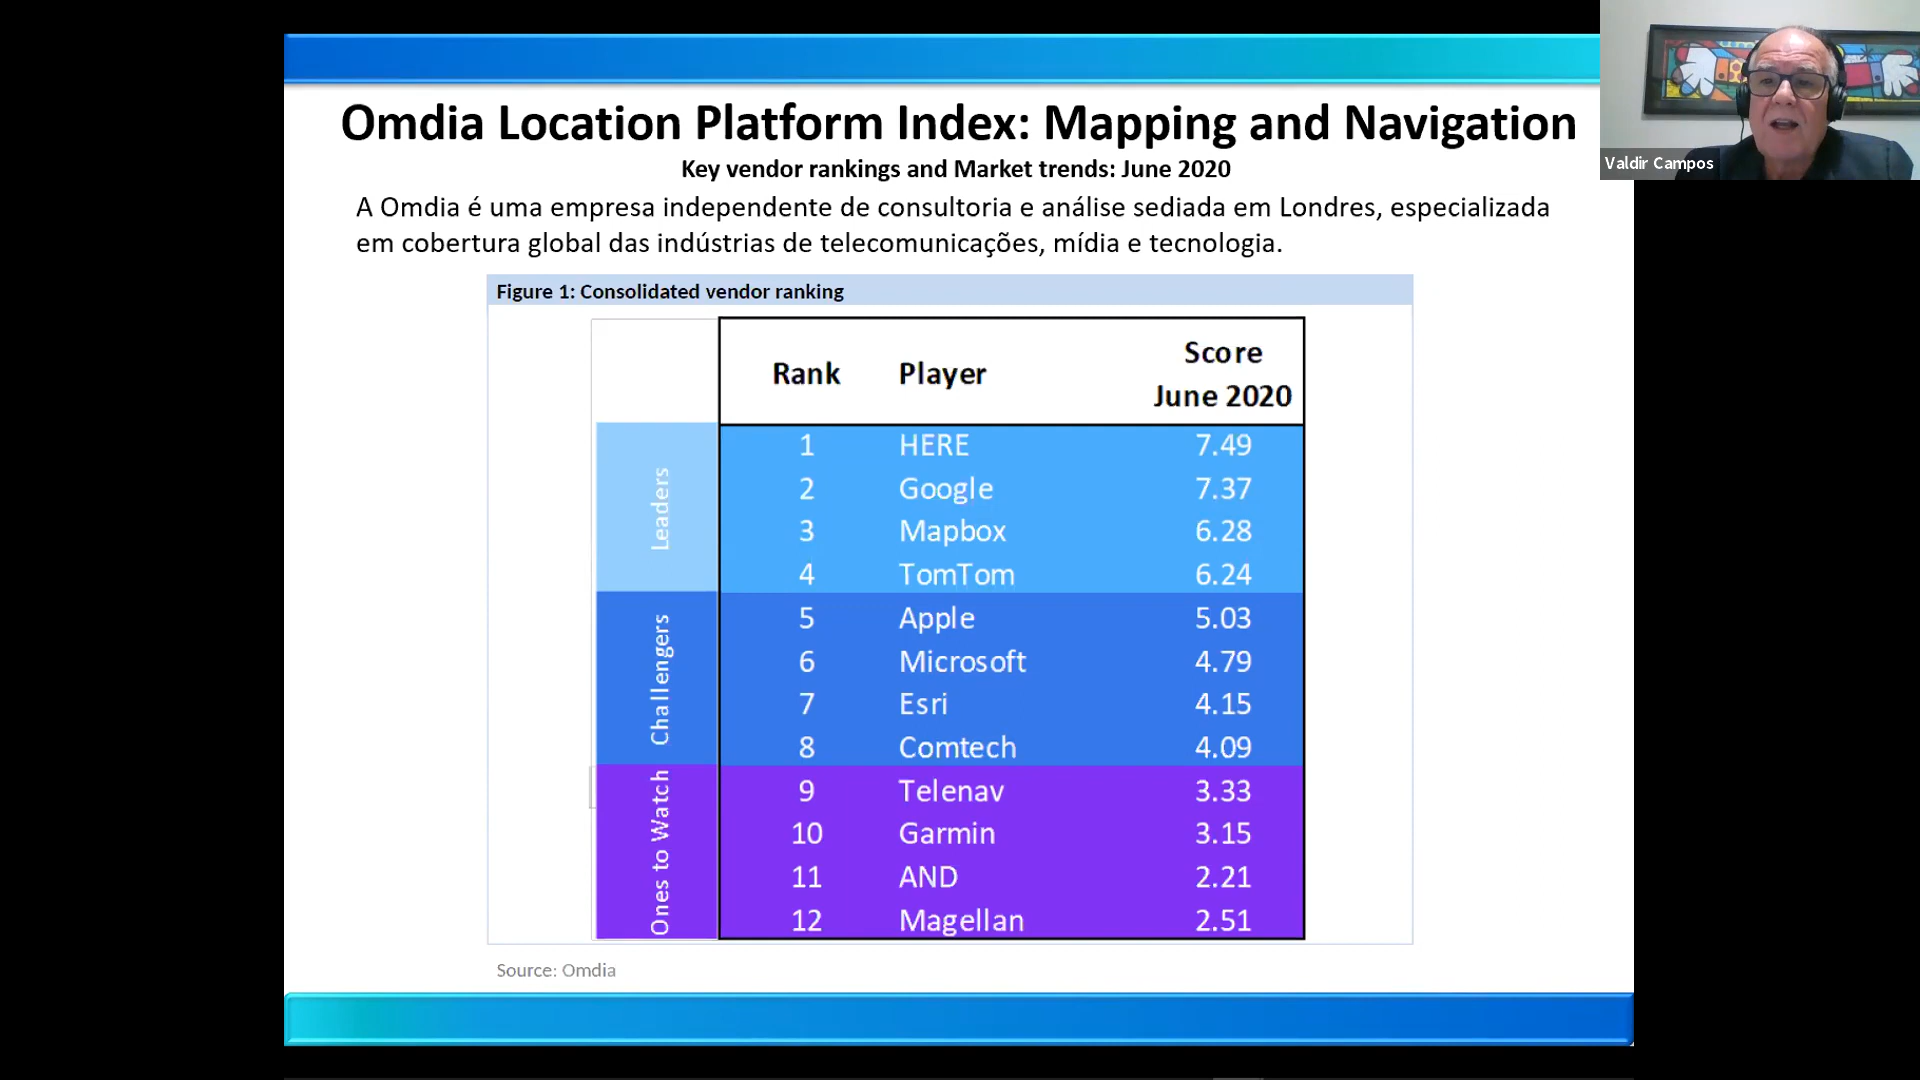 Omdia Location Platform Index: Mapping and Navigation
Key vendor rankings and Market trends: June 2020
Valdir Campos
A Omdia é uma empresa independente de consultoria e análise sediada em Londres, especializada
em cobertura global das indústrias de telecomunicações, mídia e tecnologia.
Figure 1: Consolidated vendor ranking
Rank Player Score June 2020
Leaders
1 HERE 7.49
2 Google 7.37
3 Mapbox 6.28
4 TomTom 6.24
Challengers
5 Apple 5.03
6 Microsoft 4.79
7 Esri 4.15
8 Comtech 4.09
Ones to Watch
9 Telenav 3.33
10 Garmin 3.15
11 AND 2.21
12 Magellan 2.51
Source: Omdia